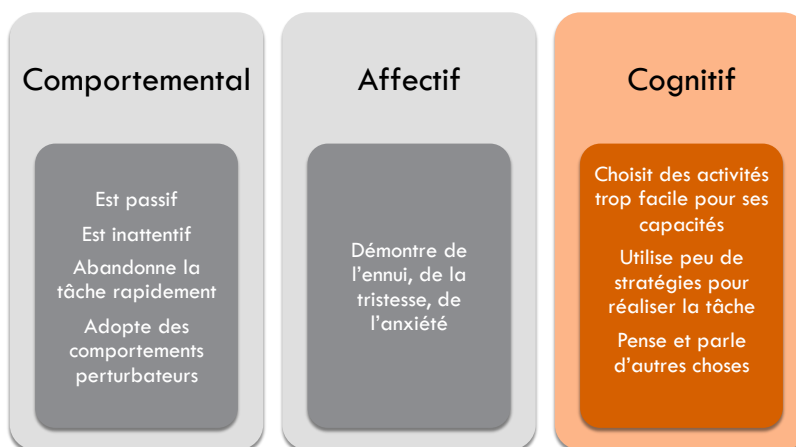 Comportemental
Est passif
Est inattentif
Abandonne la
tâche rapidement
Adopte des
comportements
perturbateurs
Affectif
Démontre de
l'ennui, de la
tristesse, de
l'anxiété
Cognitif
Choisit des activités
trop facile pour ses
capacités
Utilise peu de
stratégies pour
réaliser la tâche
Pense et parle
d'autres choses